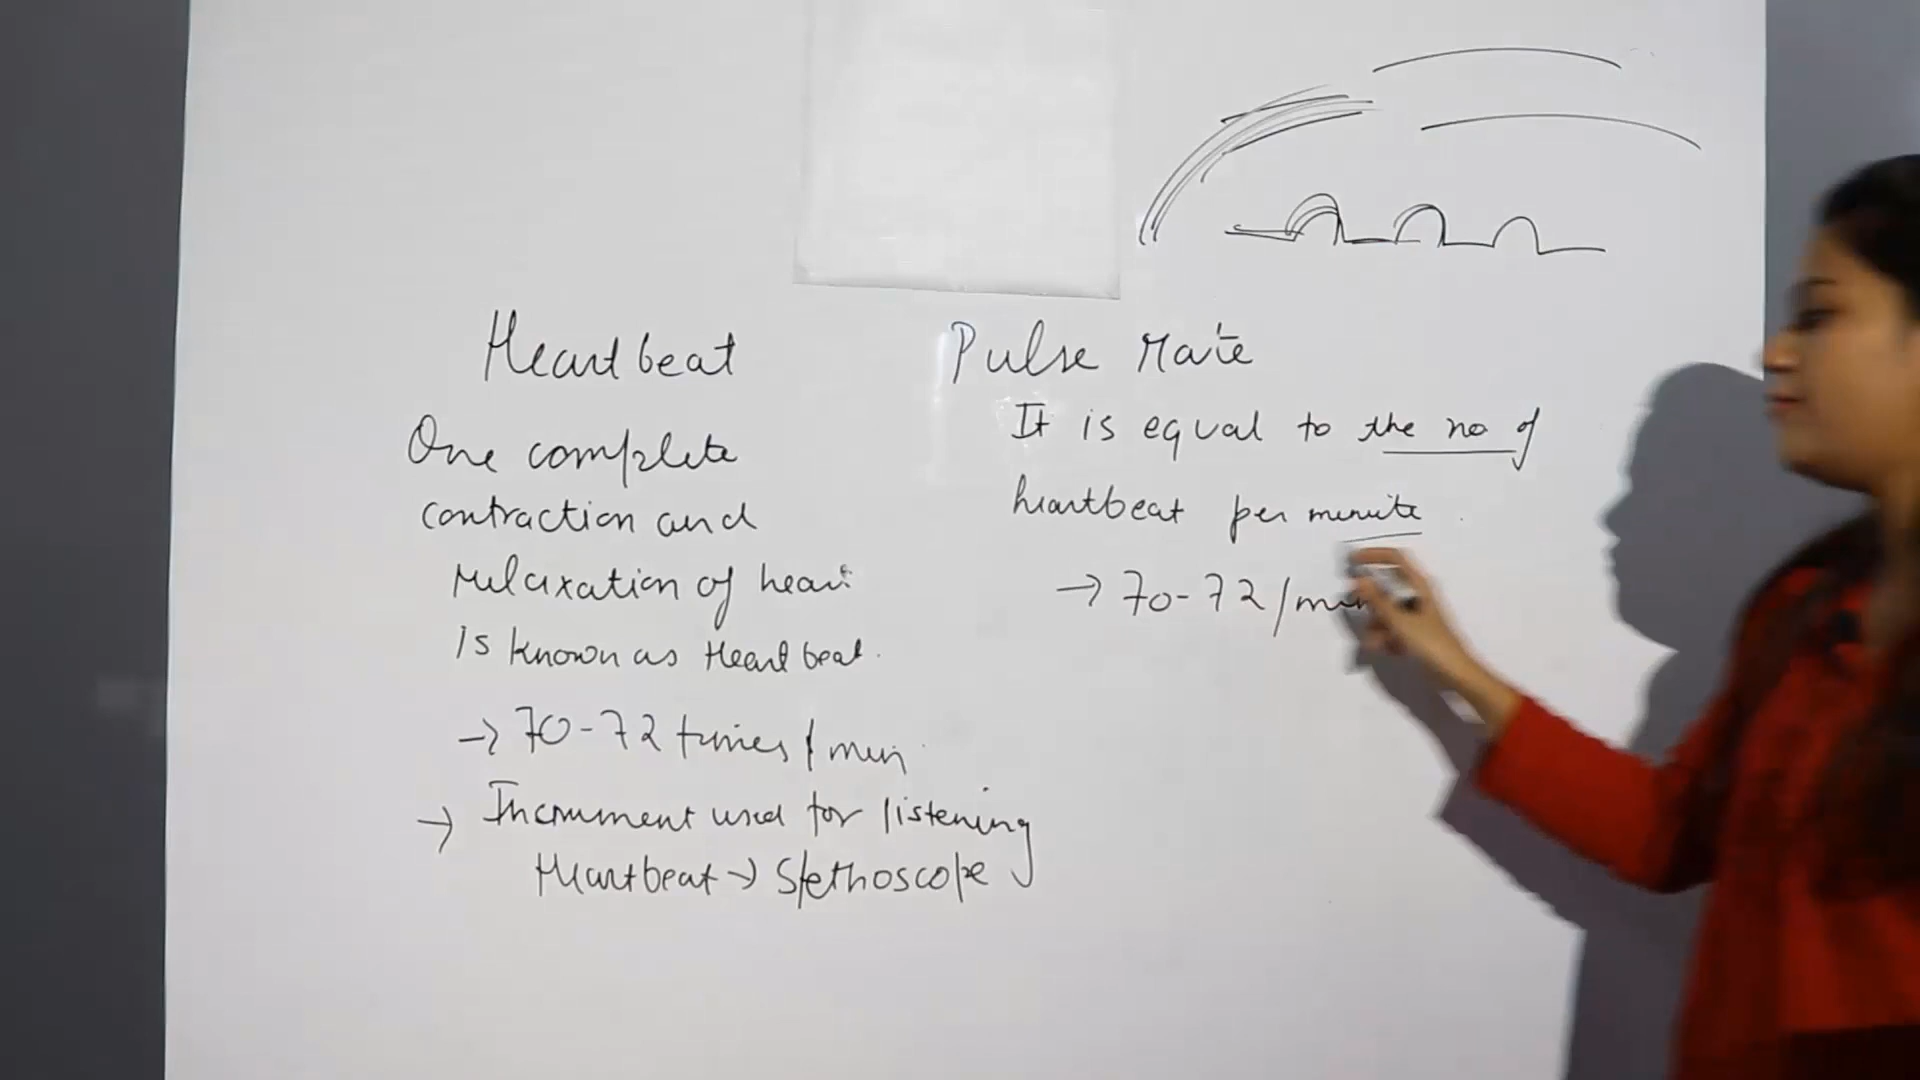 Heartbeat
One complete
contraction and
relaxation of heart
is known as Heartbeat.
→ 70-72 times/min
→ Incrument used for listening
Heartbeat → Stethoscope
Pulse Rate
It is equal to the no of
heartbeat per minute.
→ 70-72/min